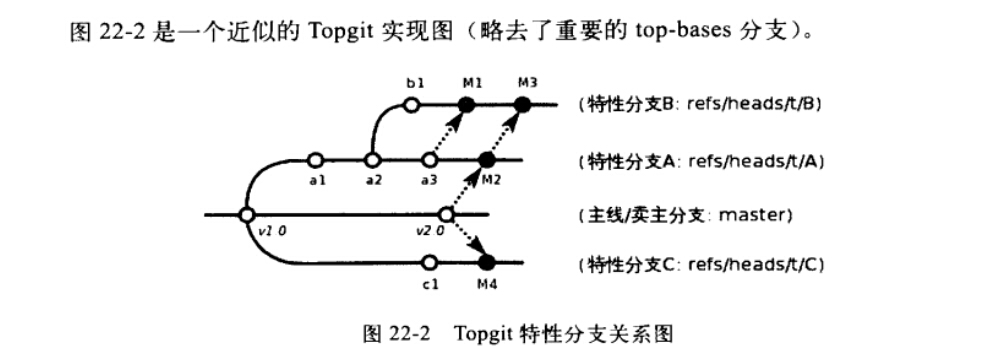 图 22-2 是一个近似的 Topgit 实现图（略去了重要的 top-bases 分支）。
b1 M1 M3
(特性分支B: refs/heads/t/B)
(特性分支A: refs/heads/t/A)
a1 a2 a3 M2
(主线/卖主分支: master)
v1.0 v2.0
(特性分支C: refs/heads/t/C)
c1 M4
图 22-2 Topgit 特性分支关系图